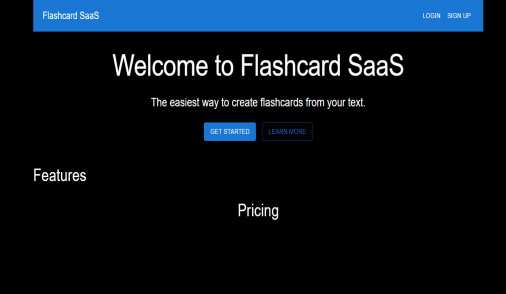 Flashcard SaaS LOGIN SIGN UP
Welcome to Flashcard SaaS
The easiest way to create flashcards from your text.
GET STARTED LEARN MORE
Features
Pricing